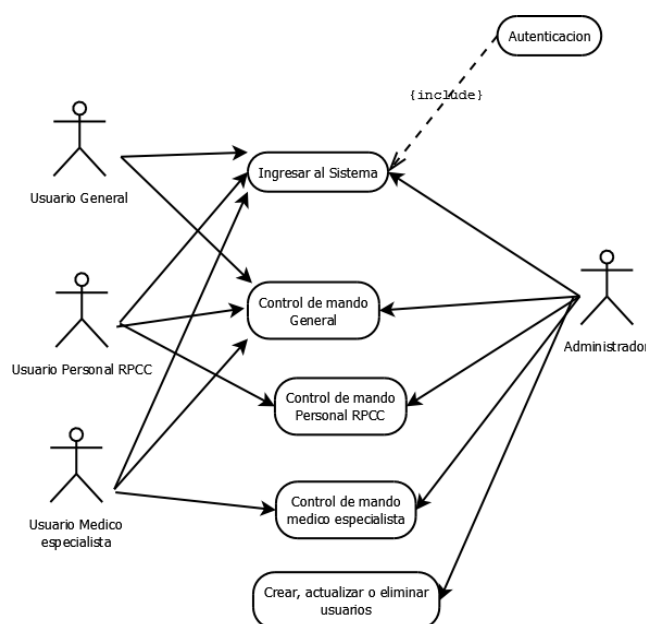 Autenticacion
{include}
Ingresar al Sistema
Usuario General
Control de mando
General
Administrador
Usuario Personal RPCC
Control de mando
Personal RPCC
Control de mando
medico especialista
Usuario Medico
especialista
Crear, actualizar o eliminar
usuarios